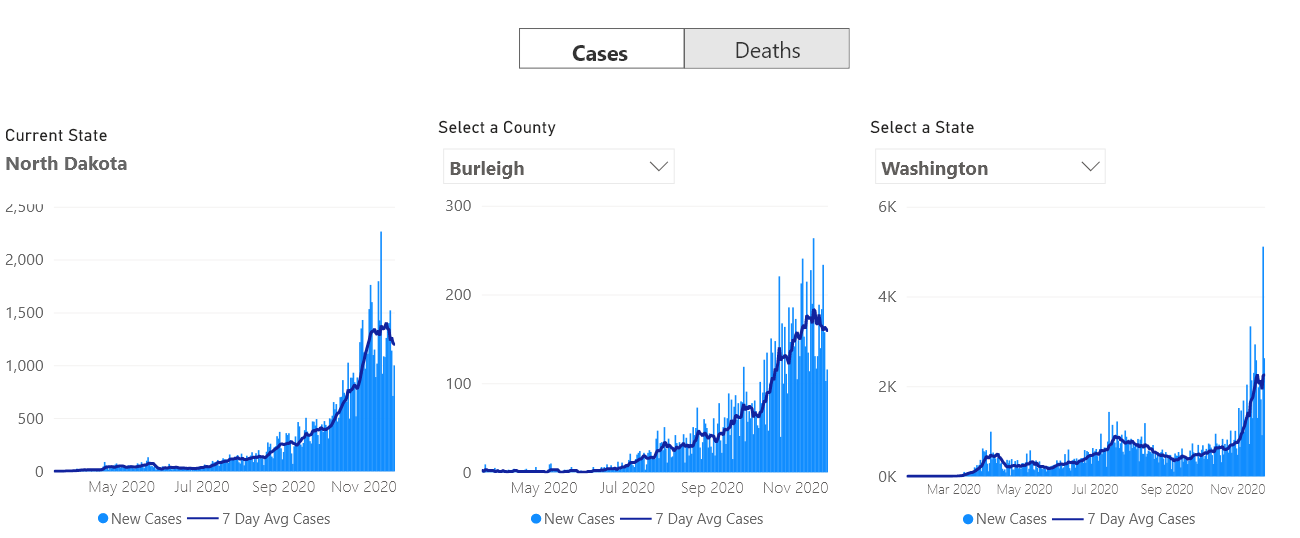 Cases Deaths
Current State
North Dakota
2,500
2,000
1,500
1,000
500
0
May 2020 Jul 2020 Sep 2020 Nov 2020
New Cases 7 Day Avg Cases
Select a County
Burleigh
300
200
100
0
May 2020 Jul 2020 Sep 2020 Nov 2020
New Cases 7 Day Avg Cases
Select a State
Washington
6K
4K
2K
0K
Mar 2020 May 2020 Jul 2020 Sep 2020 Nov 2020
New Cases 7 Day Avg Cases